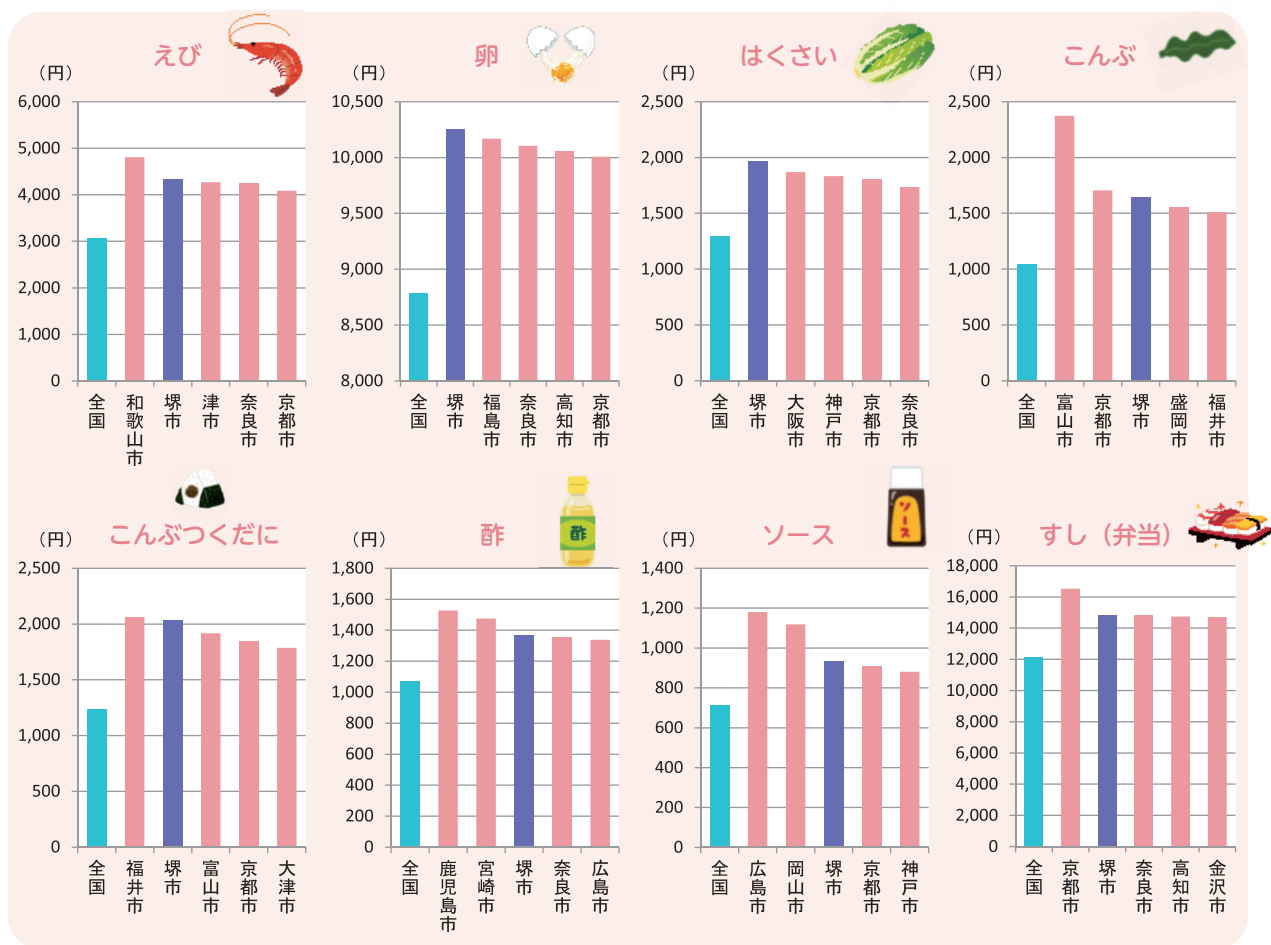 えび
(円)
6,000
5,000
4,000
3,000
2,000
1,000
0
全国
和歌山市
堺市
津市
奈良市
京都市
卵
(円)
10,500
10,000
9,500
9,000
8,500
8,000
全国
堺市
福島市
奈良市
高知市
京都市
はくさい
(円)
2,500
2,000
1,500
1,000
500
0
全国
堺市
大阪市
神戸市
京都市
奈良市
こんぶ
(円)
2,500
2,000
1,500
1,000
500
0
全国
富山市
京都市
堺市
盛岡市
福井市
こんぶつくだに
(円)
2,500
2,000
1,500
1,000
500
0
全国
福井市
堺市
富山市
京都市
大津市
酢
酢
(円)
1,800
1,600
1,400
1,200
1,000
800
600
400
200
0
全国
鹿児島市
宮崎市
堺市
奈良市
広島市
ソース
ソース
(円)
1,400
1,200
1,000
800
600
400
200
0
全国
広島市
岡山市
堺市
京都市
神戸市
すし（弁当）
(円)
18,000
16,000
14,000
12,000
10,000
8,000
6,000
4,000
2,000
0
全国
京都市
堺市
奈良市
高知市
金沢市